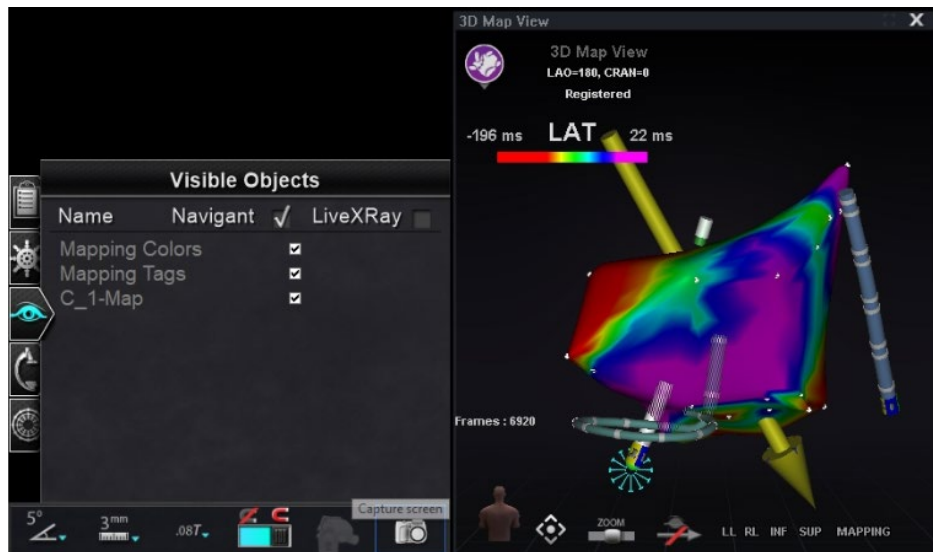 Visible Objects
Name Navigant LiveXRay
Mapping Colors
Mapping Tags
C_1-Map
5°
3mm
.08T
Capture screen
3D Map View
X
3D Map View
LAO=180, CRAN=0
Registered
-196 ms LAT 22 ms
Frames : 6920
ZOOM
LL RL INF SUP MAPPING